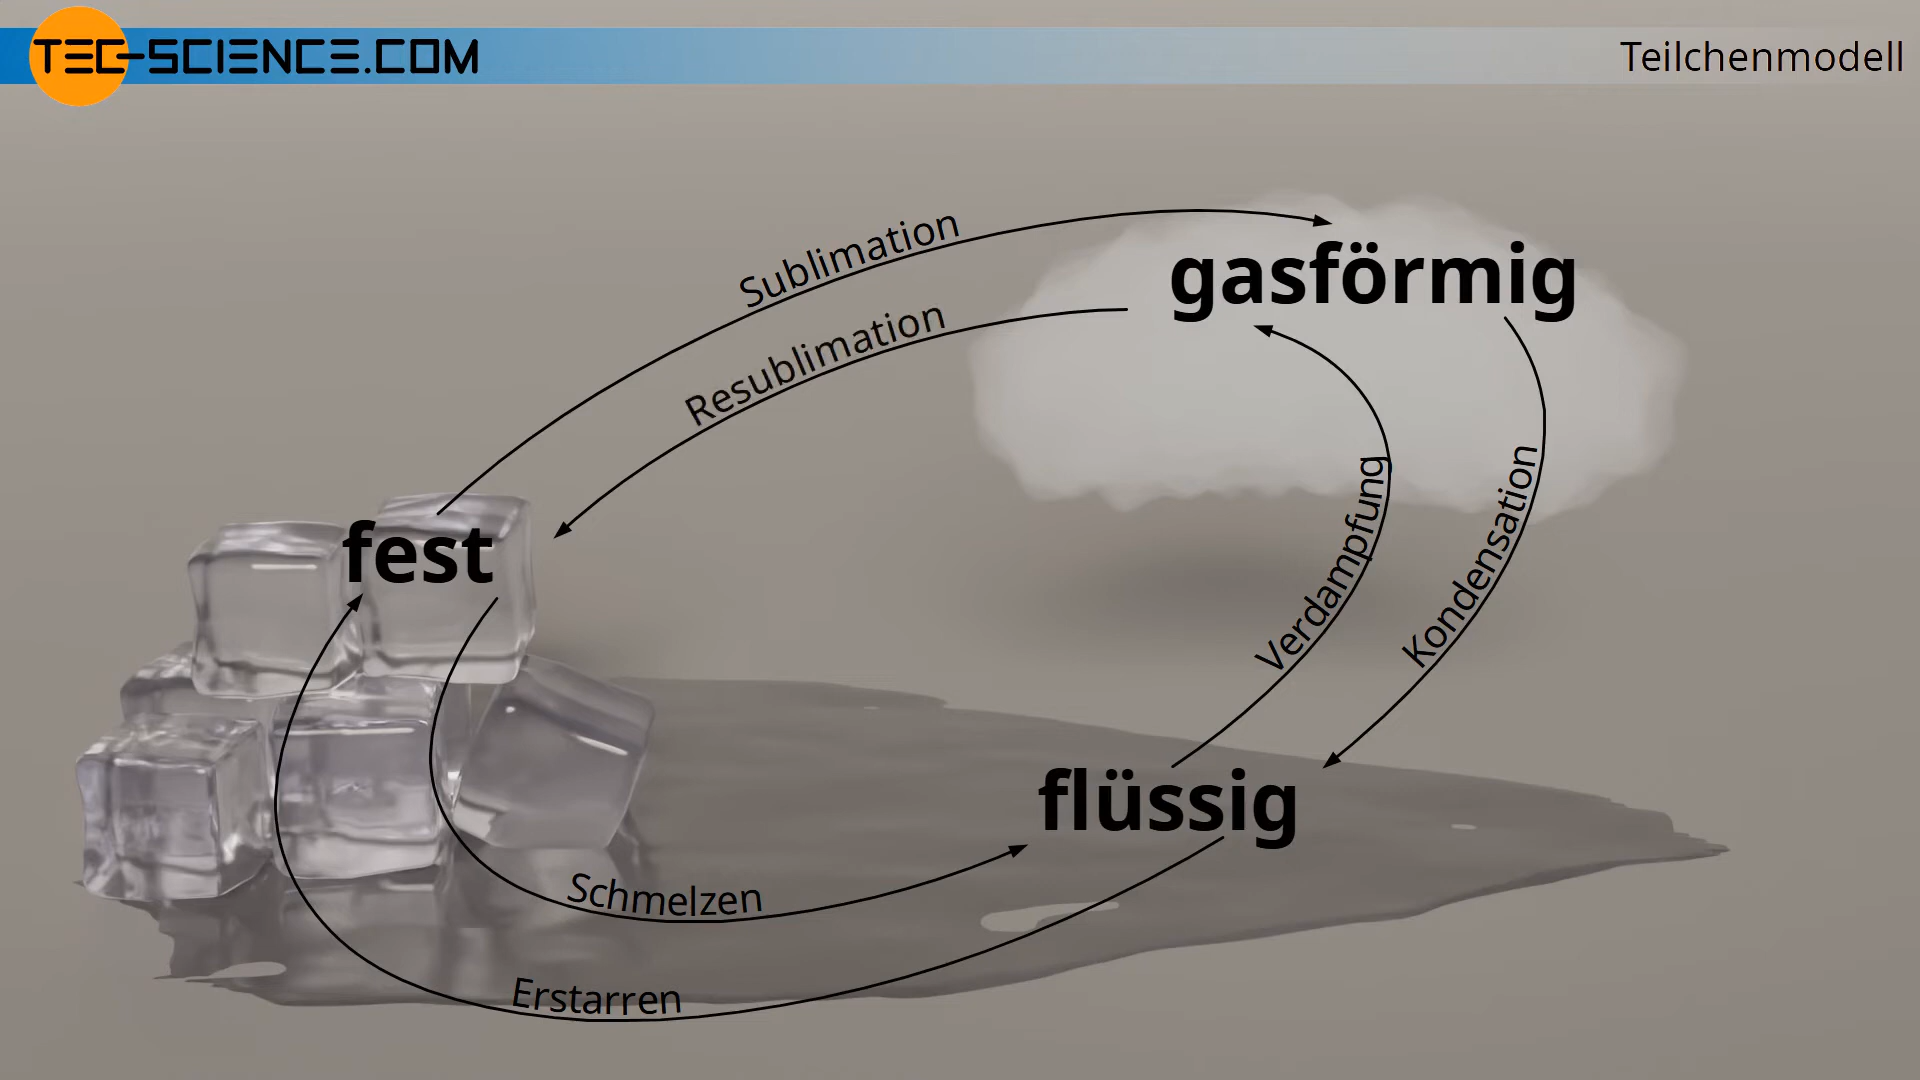 TEC-SCIENCE.COM
Teilchenmodell
Sublimation
gasförmig
Resublimation
fest
Verdampfung
Kondensation
flüssig
Schmelzen
Erstarren